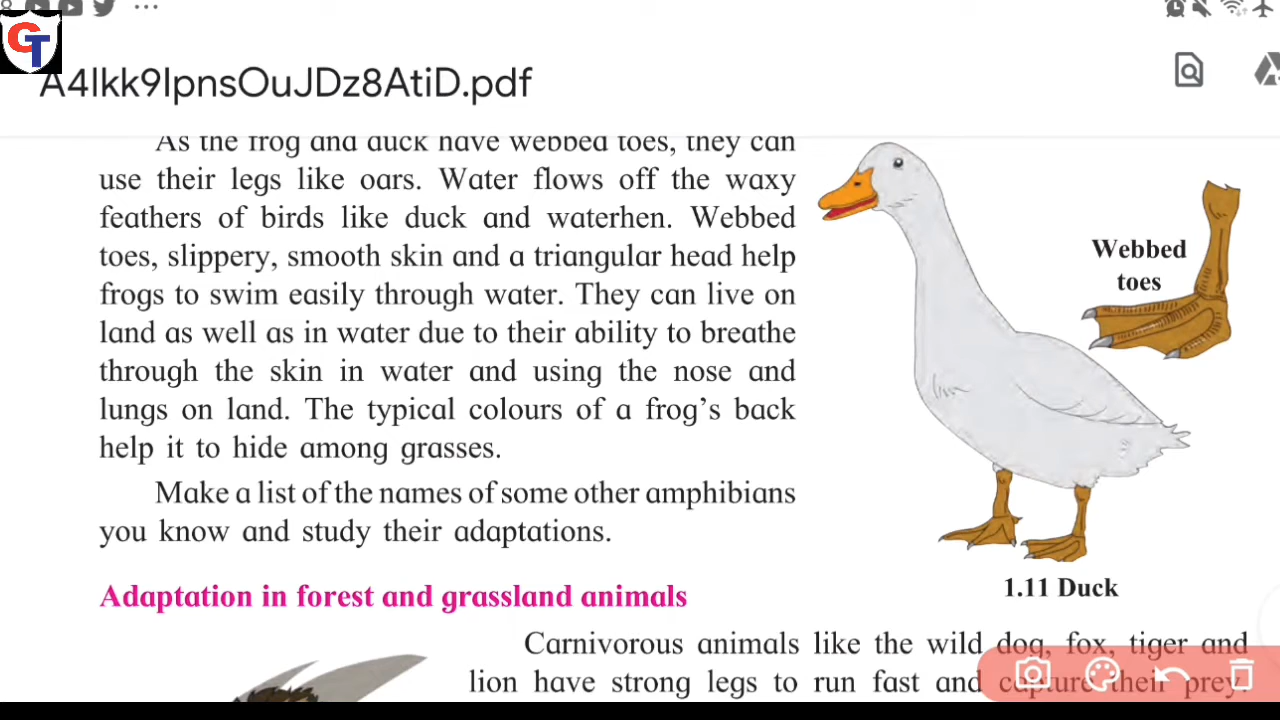 GT
A4lkk9lpnsOuJDz8AtiD.pdf
As the frog and duck have webbed toes, they can
use their legs like oars. Water flows off the waxy
feathers of birds like duck and waterhen. Webbed
toes, slippery, smooth skin and a triangular head help
frogs to swim easily through water. They can live on
land as well as in water due to their ability to breathe
through the skin in water and using the nose and
lungs on land. The typical colours of a frog's back
help it to hide among grasses.
Make a list of the names of some other amphibians
you know and study their adaptations.
Webbed
toes
1.11 Duck
Adaptation in forest and grassland animals
Carnivorous animals like the wild dog, fox, tiger and
lion have strong legs to run fast and capture their prey.